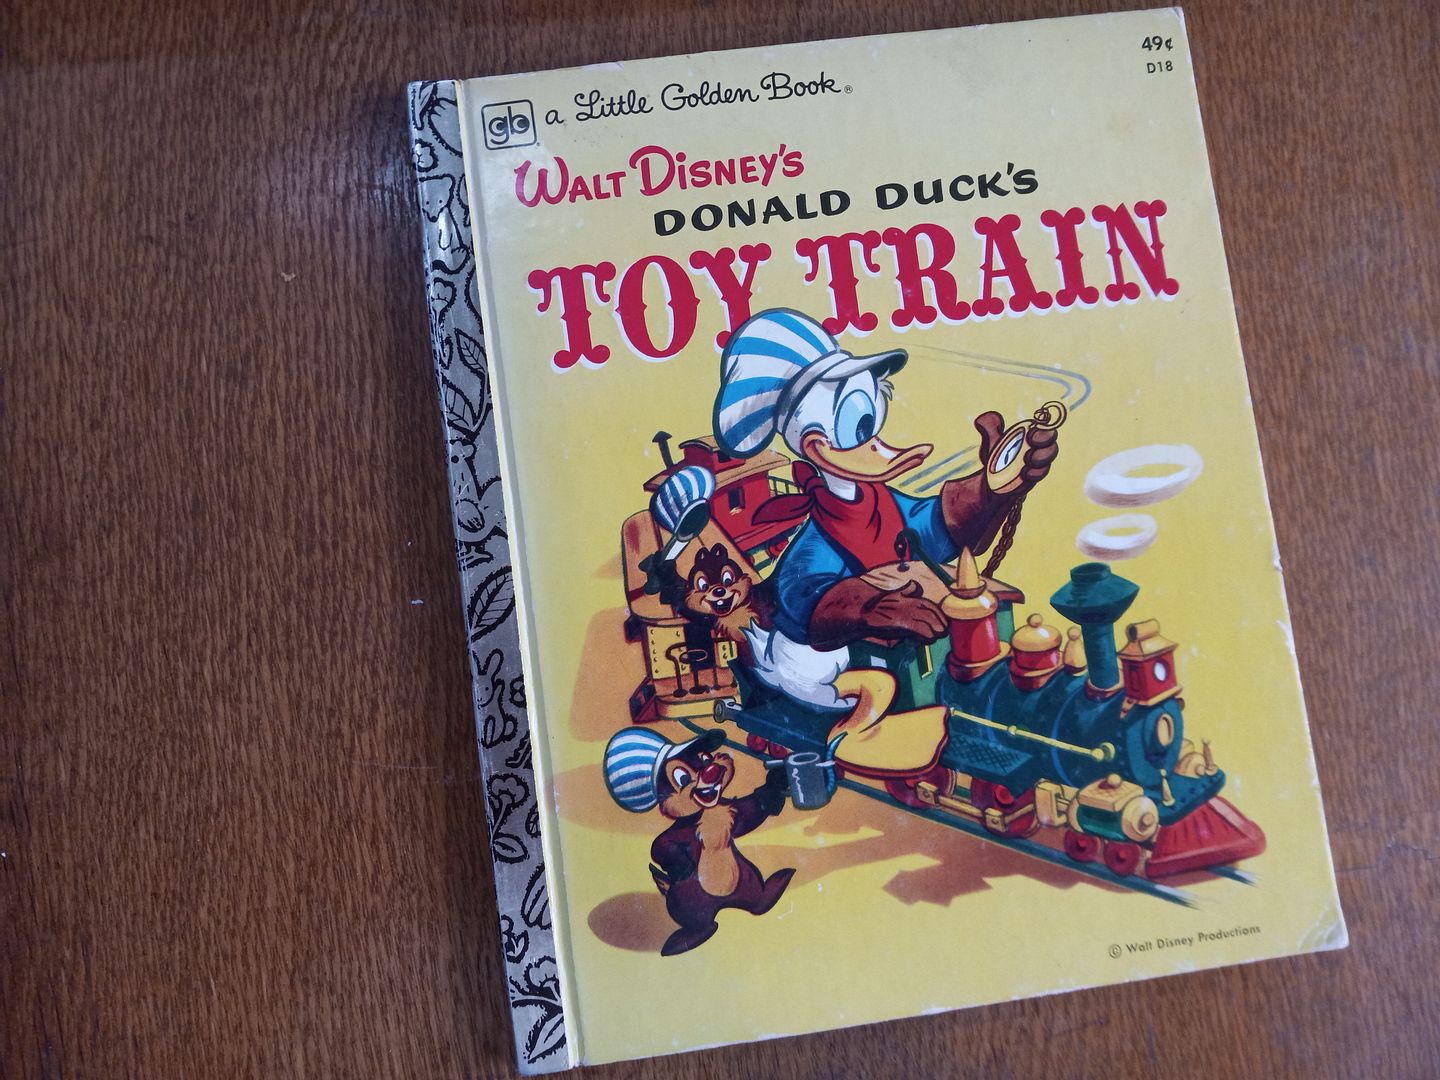 49¢
D18
gb a Little Golden Book®
WALT DISNEY'S
DONALD DUCK'S
TOY TRAIN
© Walt Disney Productions